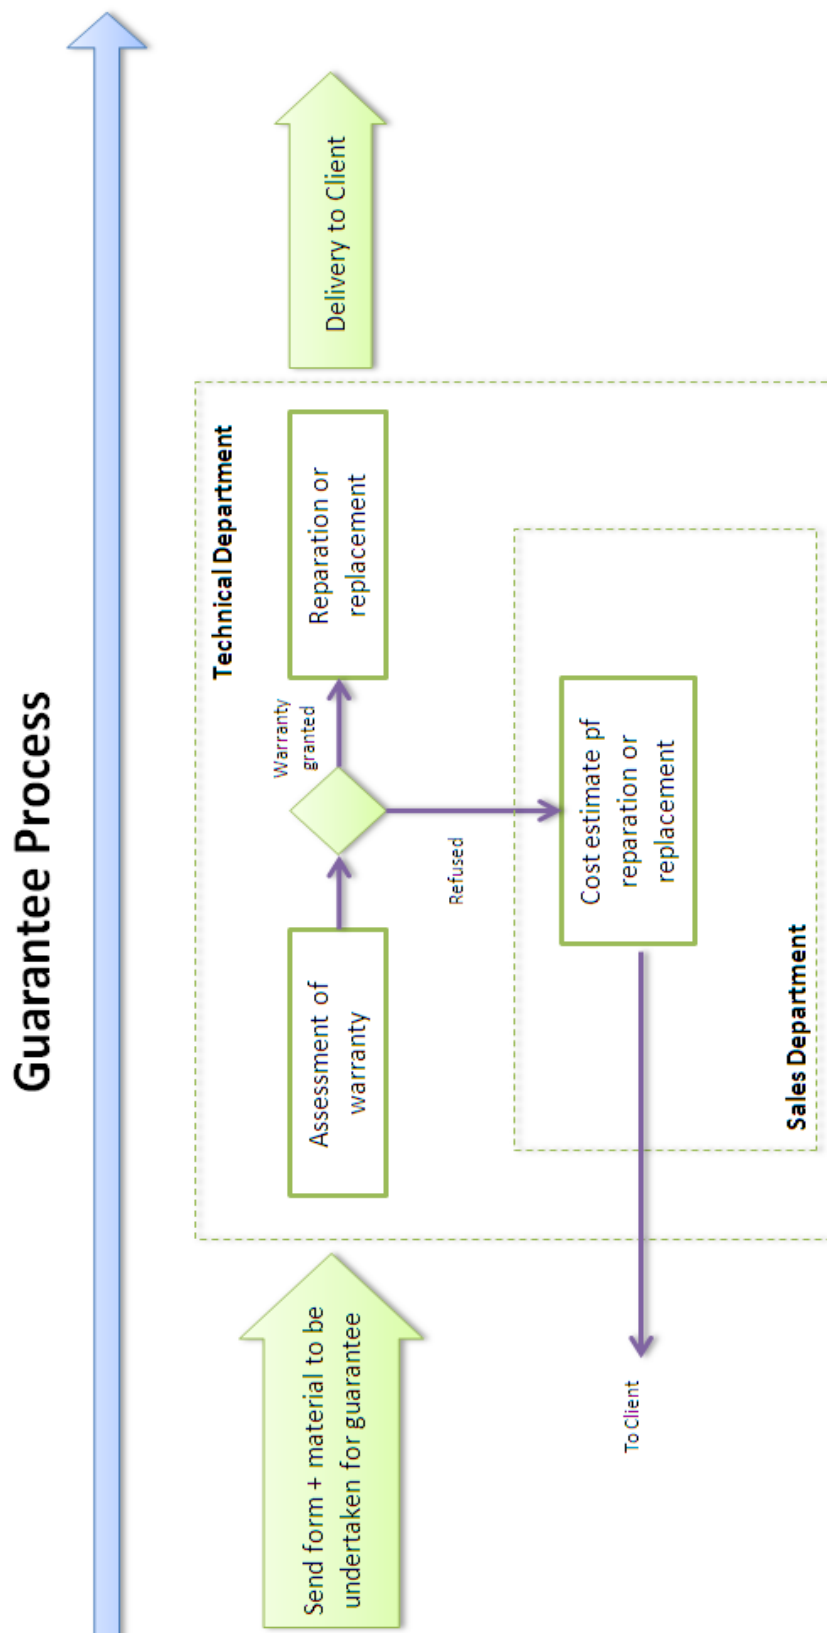 Guarantee Process
Send form + material to be
undertaken for guarantee
Technical Department
Assessment of
warranty
Warranty
granted
Reparation or
replacement
Delivery to Client
Refused
Cost estimate pf
reparation or
replacement
Sales Department
To Client